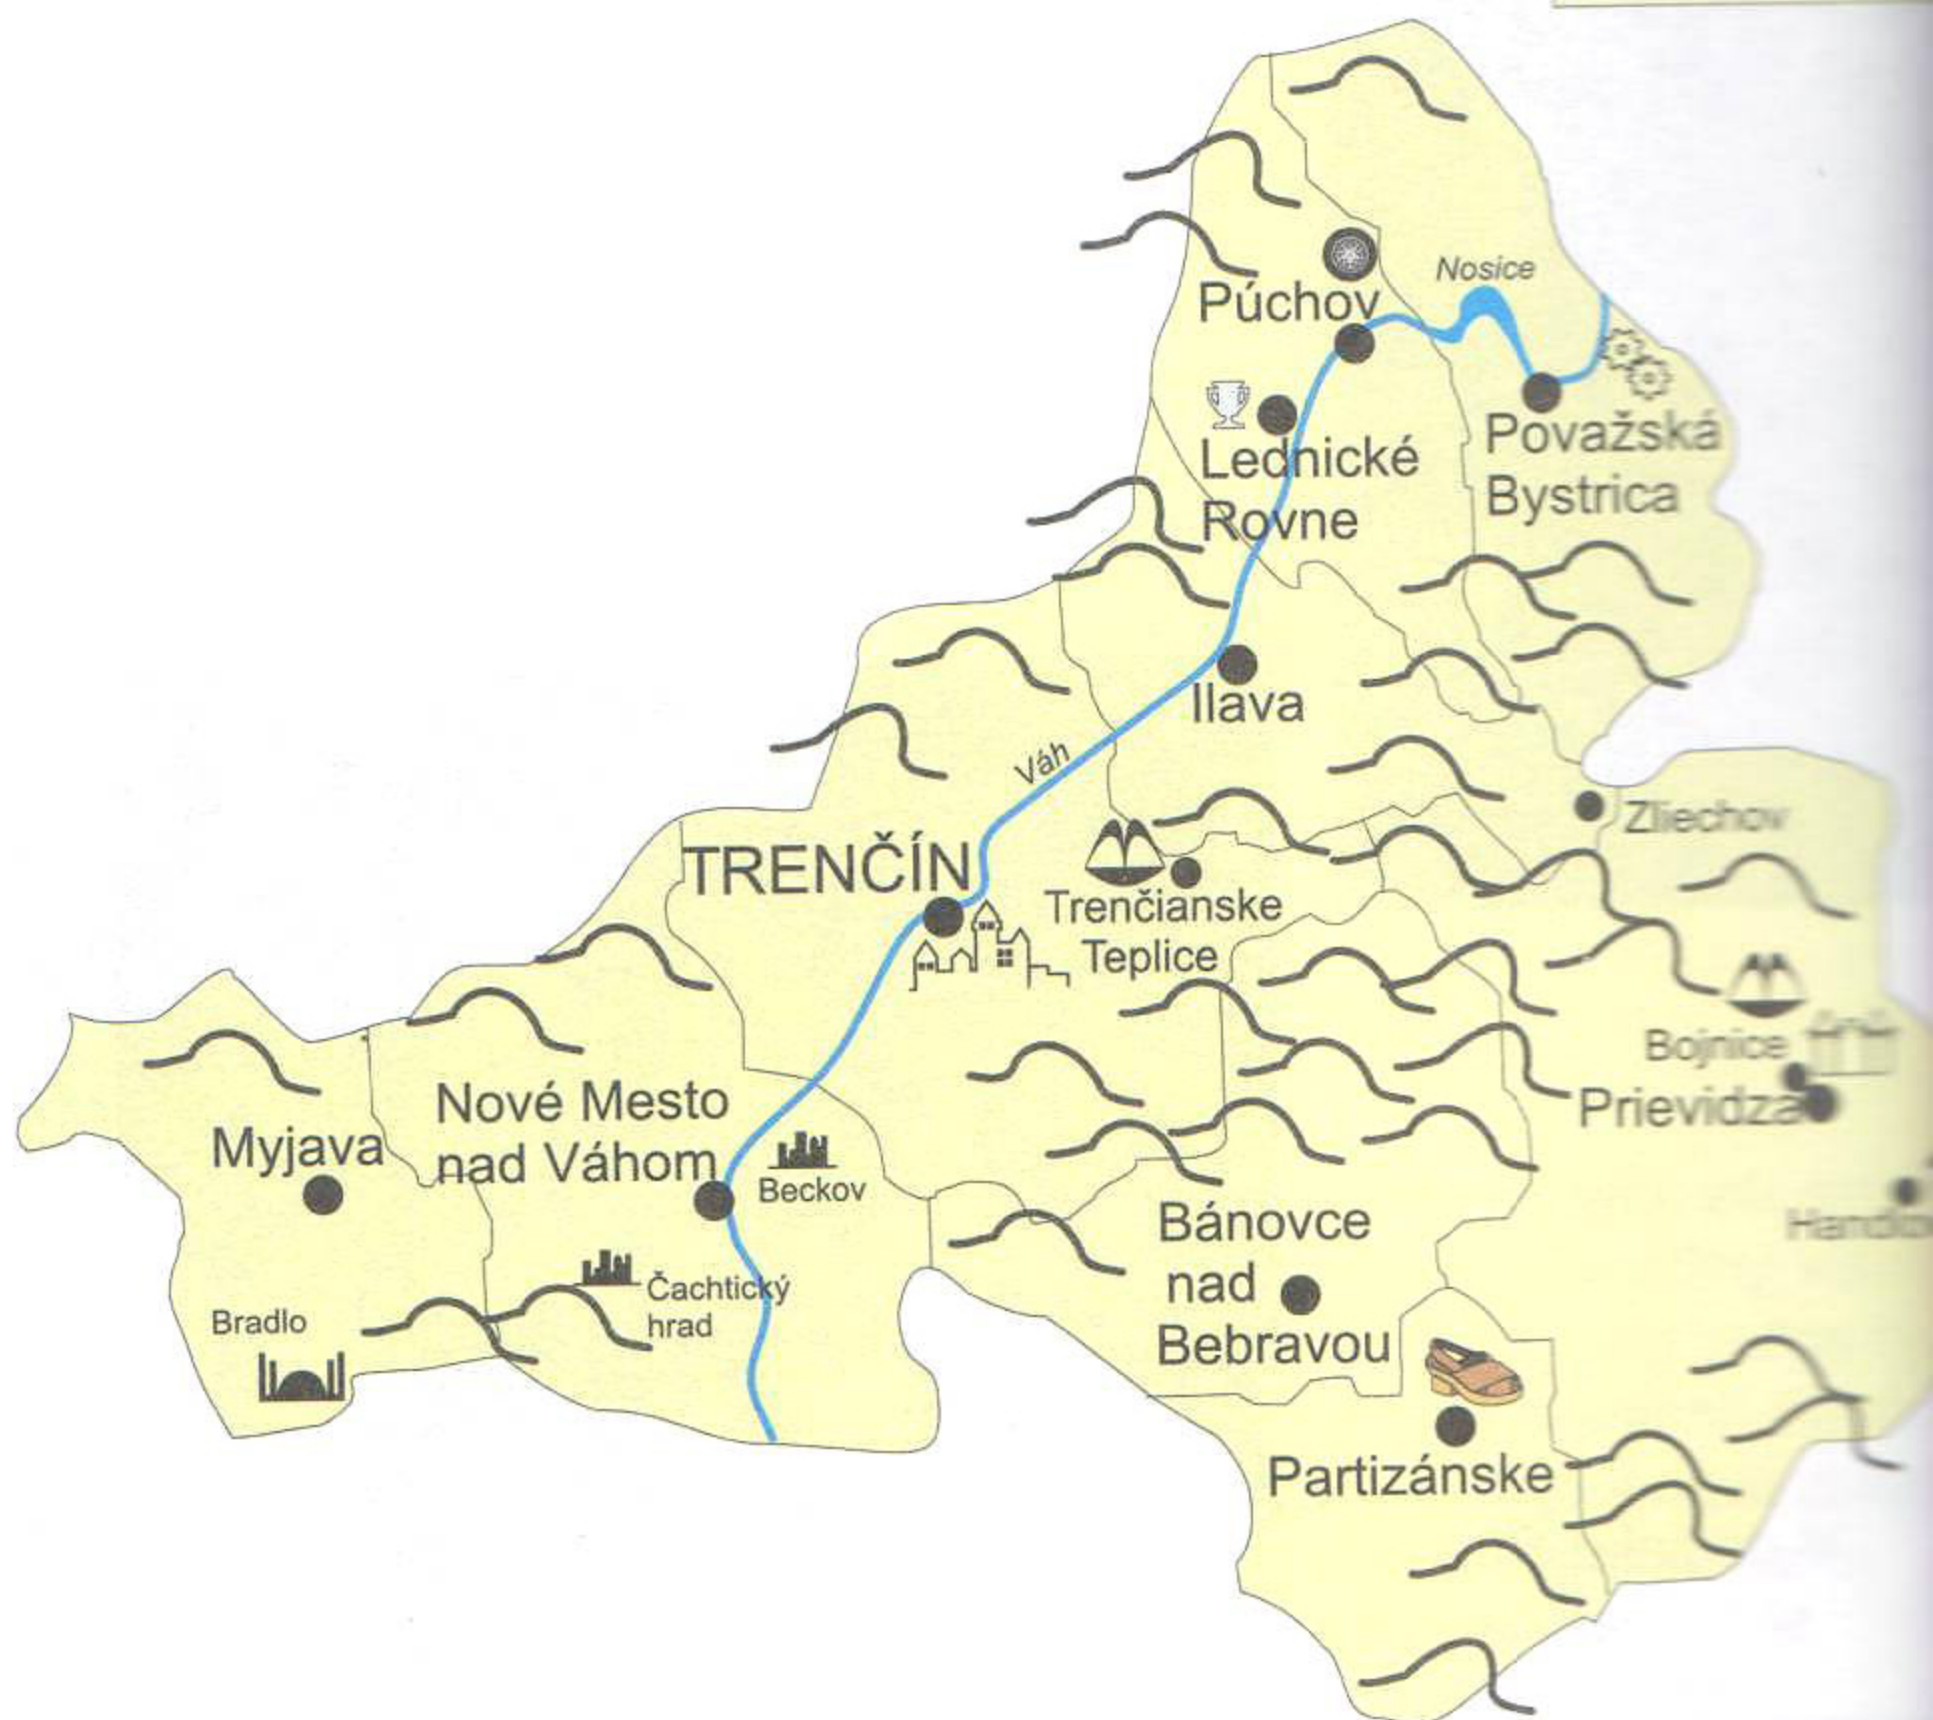 Nosice
Púchov
Lednické
Rovne
Považská
Bystrica
Ilava
Váh
Zliechov
TRENČÍN
Trenčianske
Teplice
Bojnice
Prievidza
Nové Mesto
nad Váhom
Myjava
Beckov
Bánovce
nad
Bebravou
Čachtický
hrad
Bradlo
Partizánske